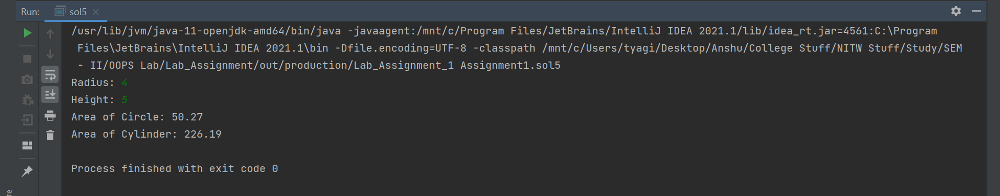 Run: sol5
/usr/lib/jvm/java-11-openjdk-amd64/bin/java -javaagent:/mnt/c/Program Files/JetBrains/IntelliJ IDEA 2021.1/lib/idea_rt.jar=4561:C:\Program
Files\JetBrains\IntelliJ IDEA 2021.1\bin -Dfile.encoding=UTF-8 -classpath /mnt/c/Users/tyagi/Desktop/Anshu/College Stuff/NITW Stuff/Study/SEM
- II/OOPS Lab/Lab_Assignment/out/production/Lab_Assignment_1 Assignment1.sol5
Radius: 4
Height: 5
Area of Circle: 50.27
Area of Cylinder: 226.19
Process finished with exit code 0